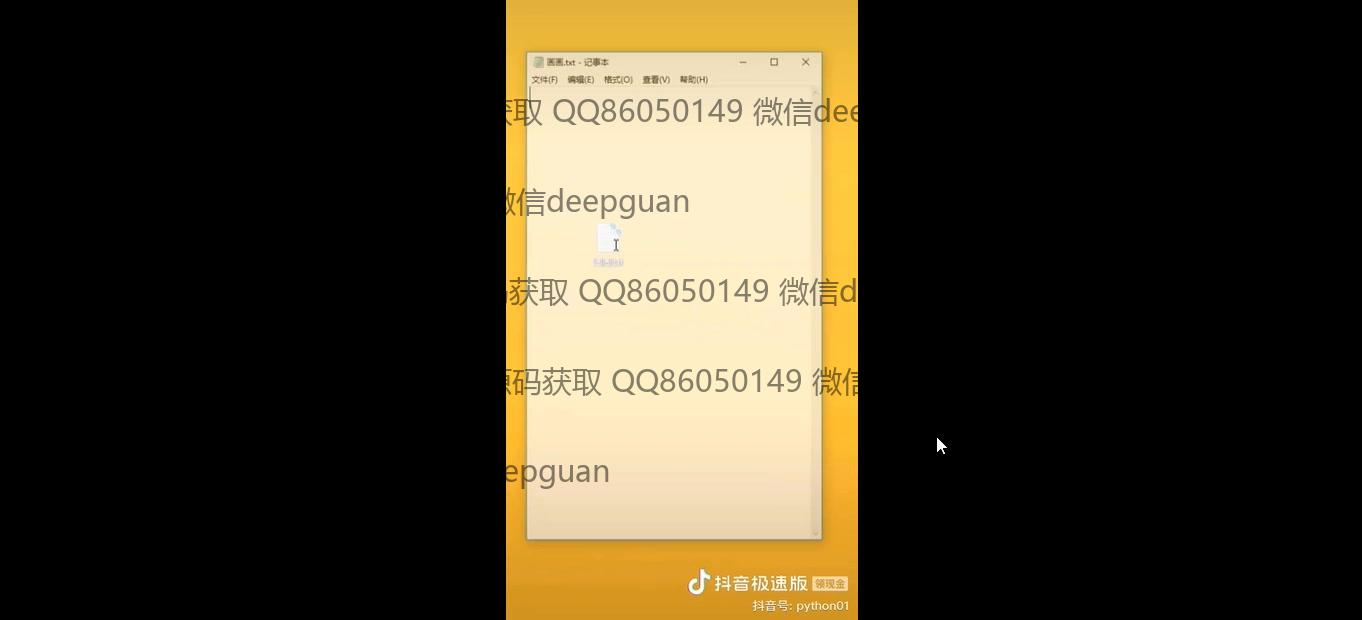 画画.txt - 记事本
文件(F) 编辑(E) 格式(O) 查看(V) 帮助(H)
获取 QQ86050149 微信dee
微信deepguan
码获取 QQ86050149 微信d
源码获取 QQ86050149 微信
epguan
抖音极速版 领现金
抖音号: python01